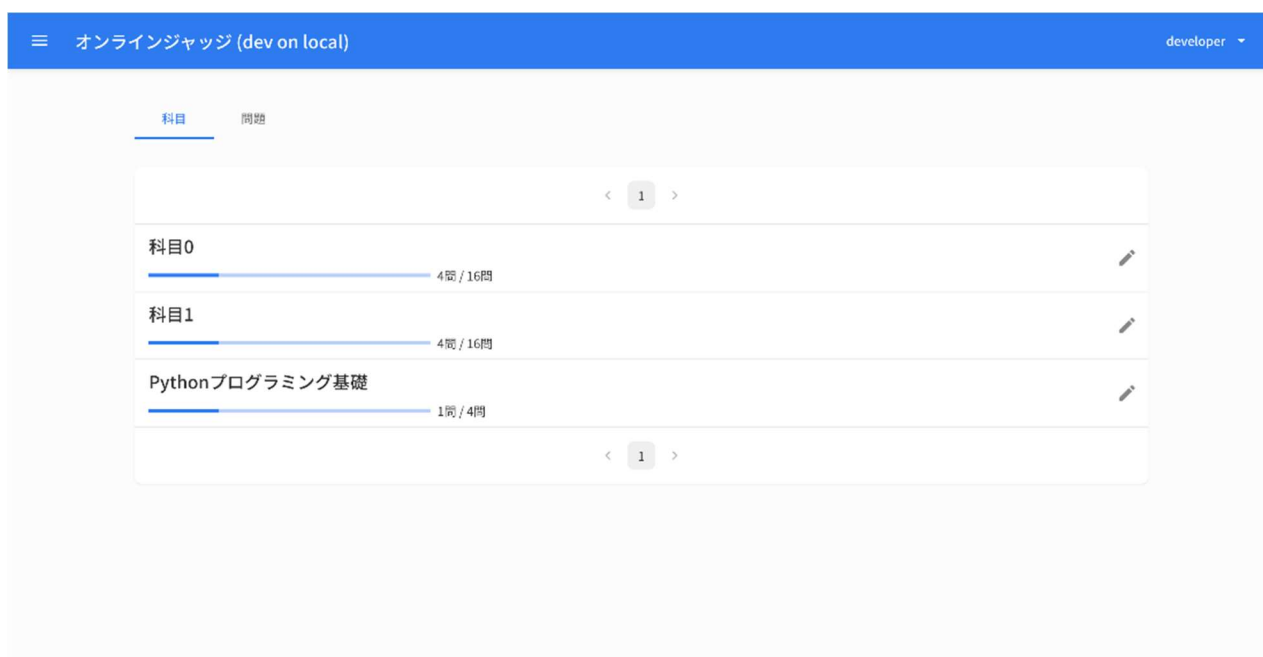 オンラインジャッジ (dev on local)
developer
科目 問題
1
科目0
4問 / 16問
科目1
4問 / 16問
Pythonプログラミング基礎
1問 / 4問
1